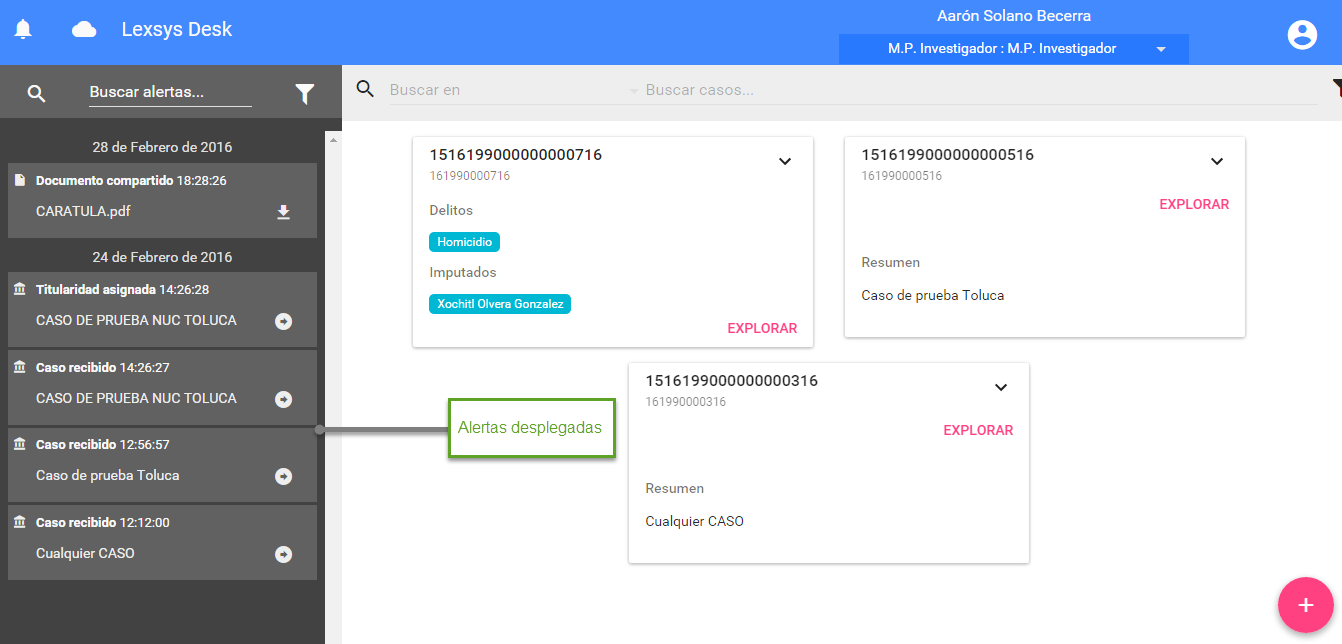 Lexsys Desk
Aarón Solano Becerra
M.P. Investigador : M.P. Investigador
Buscar alertas...
28 de Febrero de 2016
Documento compartido 18:28:26
CARATULA.pdf
24 de Febrero de 2016
Titularidad asignada 14:26:28
CASO DE PRUEBA NUC TOLUCA
Caso recibido 14:26:27
CASO DE PRUEBA NUC TOLUCA
Caso recibido 12:56:57
Caso de prueba Toluca
Caso recibido 12:12:00
Cualquier CASO
Buscar en
Buscar casos...
1516199000000000716
161990000716
Delitos
Homicidio
Imputados
Xochitl Olvera Gonzalez
EXPLORAR
1516199000000000516
161990000516
EXPLORAR
Resumen
Caso de prueba Toluca
Alertas desplegadas
1516199000000000316
161990000316
EXPLORAR
Resumen
Cualquier CASO